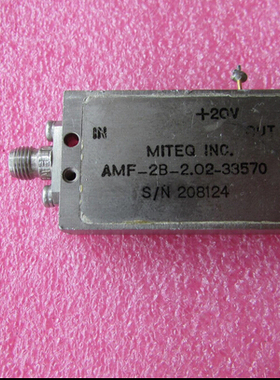 +20V
IN
OUT
MITEQ INC.
AMF-2B-2.02-33570
S/N 208124